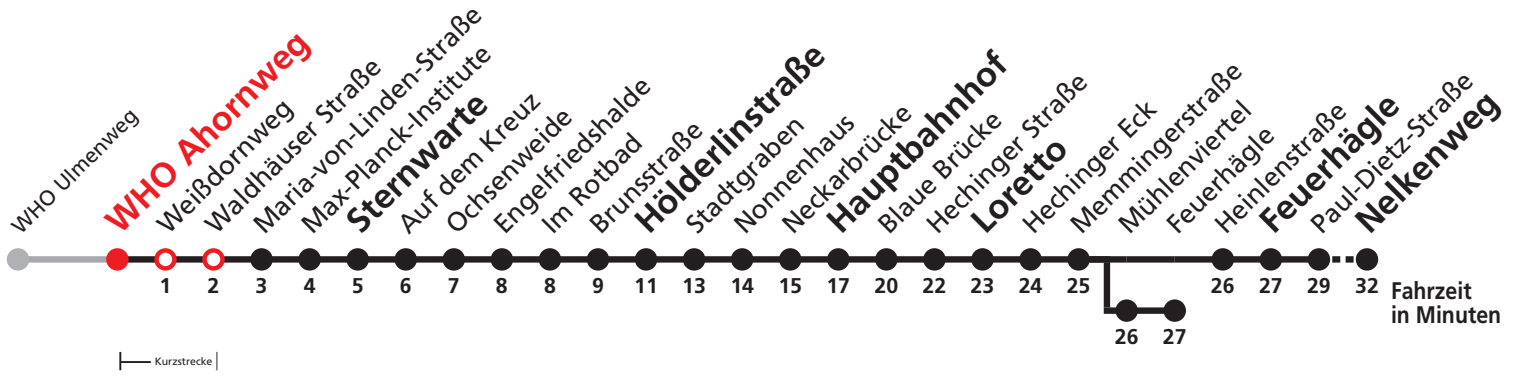 WHO Ulmenweg
WHO Ahornweg
Weißdornweg
Waldhäuser Straße
Maria-von-Linden-Straße
Max-Planck-Institute
Sternwarte
Auf dem Kreuz
Ochsenweide
Engelfriedshalde
Im Rotbad
Brunsstraße
Hölderlinstraße
Stadtgraben
Nonnenhaus
Neckarbrücke
Hauptbahnhof
Blaue Brücke
Hechinger Straße
Loretto
Hechinger Eck
Memmingerstraße
Mühlenviertel
Feuerhägle
Heinlenstraße
Feuerhägle
Paul-Dietz-Straße
Nelkenweg
1 2 3 4 5 6 7 8 8 9 11 13 14 15 17 20 22 23 24 25 26 27 29 32
26 27
Fahrzeit
in Minuten
Kurzstrecke